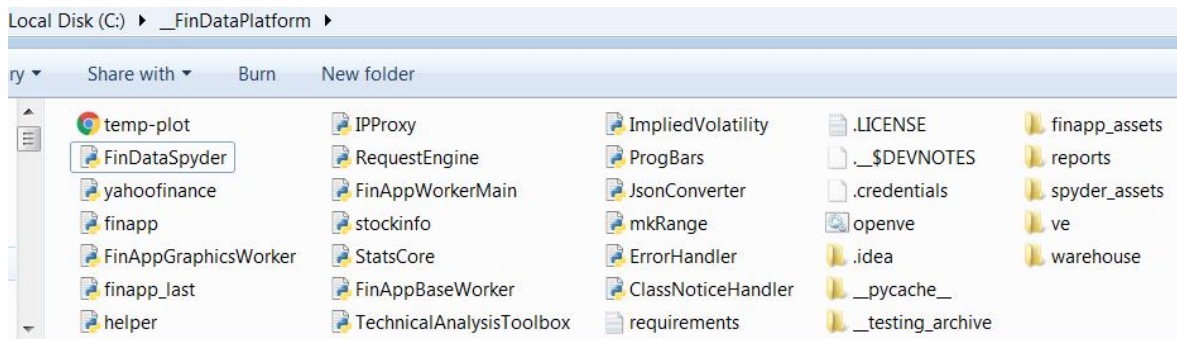 Local Disk (C:) __FinDataPlatform
ry Share with Burn New folder
temp-plot IPProxy ImpliedVolatility .LICENSE finapp_assets
FinDataSpyder RequestEngine ProgBars .__$DEVNOTES reports
yahoofinance FinAppWorkerMain JsonConverter .credentials spyder_assets
finapp stockinfo mkRange openve ve
FinAppGraphicsWorker StatsCore ErrorHandler .idea warehouse
finapp_last FinAppBaseWorker ClassNoticeHandler __pycache__
helper TechnicalAnalysisToolbox requirements __testing_archive